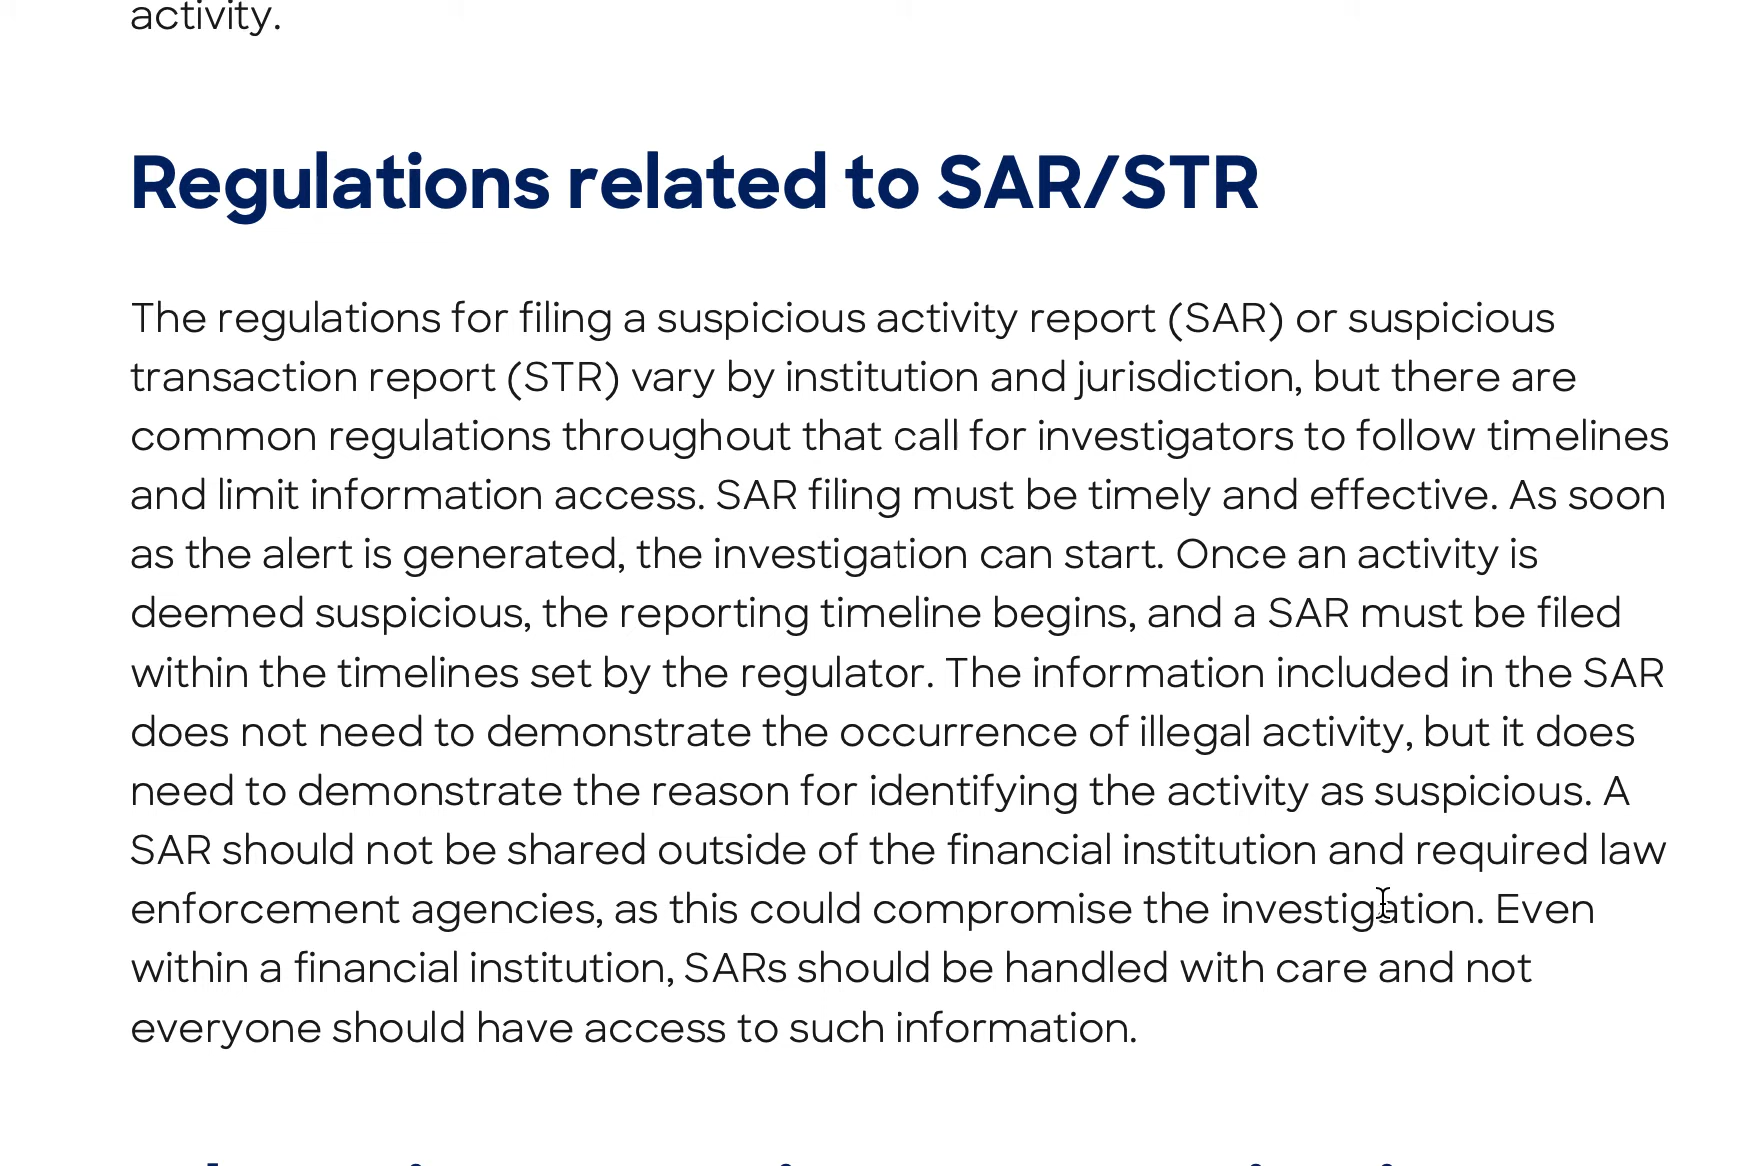 activity.
Regulations related to SAR/STR
The regulations for filing a suspicious activity report (SAR) or suspicious
transaction report (STR) vary by institution and jurisdiction, but there are
common regulations throughout that call for investigators to follow timelines
and limit information access. SAR filing must be timely and effective. As soon
as the alert is generated, the investigation can start. Once an activity is
deemed suspicious, the reporting timeline begins, and a SAR must be filed
within the timelines set by the regulator. The information included in the SAR
does not need to demonstrate the occurrence of illegal activity, but it does
need to demonstrate the reason for identifying the activity as suspicious. A
SAR should not be shared outside of the financial institution and required law
enforcement agencies, as this could compromise the investigation. Even
within a financial institution, SARs should be handled with care and not
everyone should have access to such information.